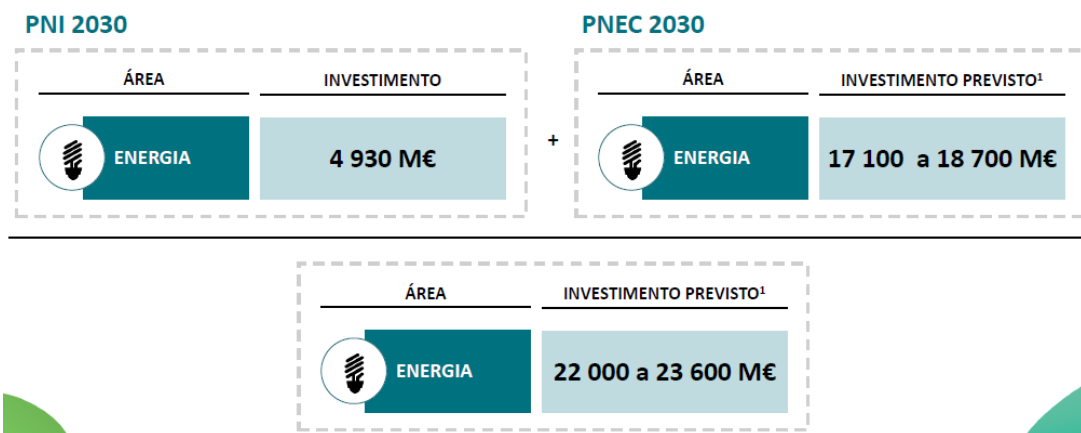 PNI 2030
PNEC 2030
ÁREA
INVESTIMENTO
ENERGIA
4 930 M€
+
ÁREA
INVESTIMENTO PREVISTO¹
ENERGIA
17 100 a 18 700 M€
ÁREA
INVESTIMENTO PREVISTO¹
ENERGIA
22 000 a 23 600 M€